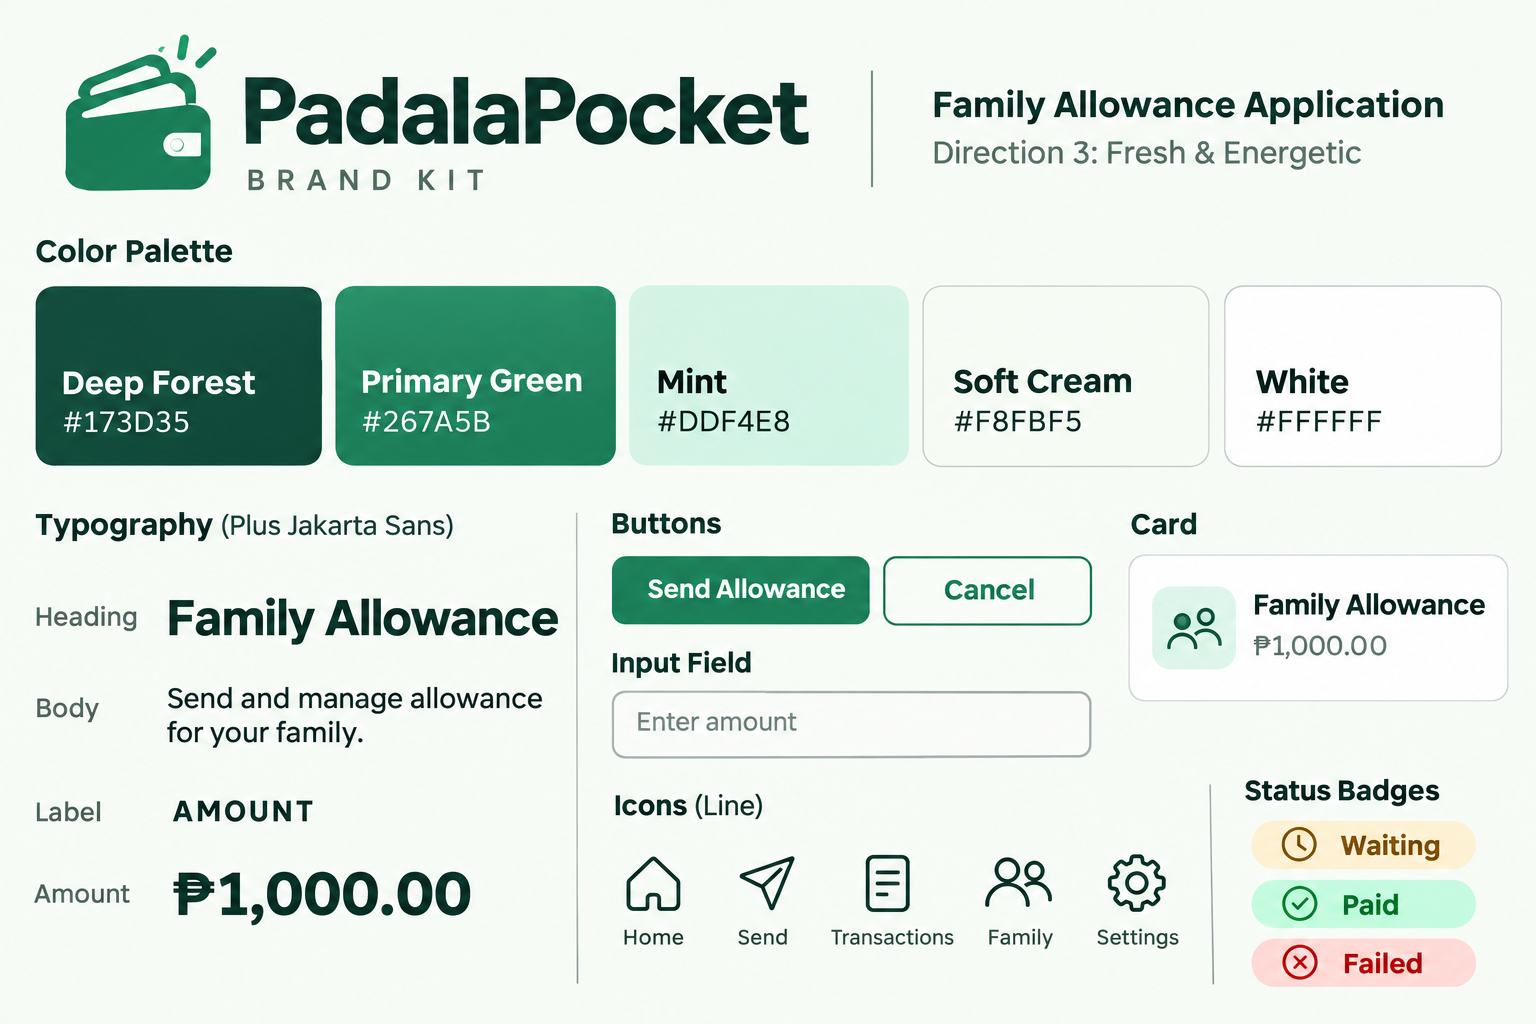 PadalaPocket
BRAND KIT
Family Allowance Application
Direction 3: Fresh & Energetic
Color Palette
Deep Forest
#173D35
Primary Green
#267A5B
Mint
#DDF4E8
Soft Cream
#F8FBF5
White
#FFFFFF
Typography (Plus Jakarta Sans)
Heading
Family Allowance
Body
Send and manage allowance
for your family.
Label
AMOUNT
Amount
₱1,000.00
Buttons
Send Allowance
Cancel
Input Field
Enter amount
Icons (Line)
Home
Send
Transactions
Family
Settings
Card
Family Allowance
₱1,000.00
Status Badges
Waiting
Paid
Failed